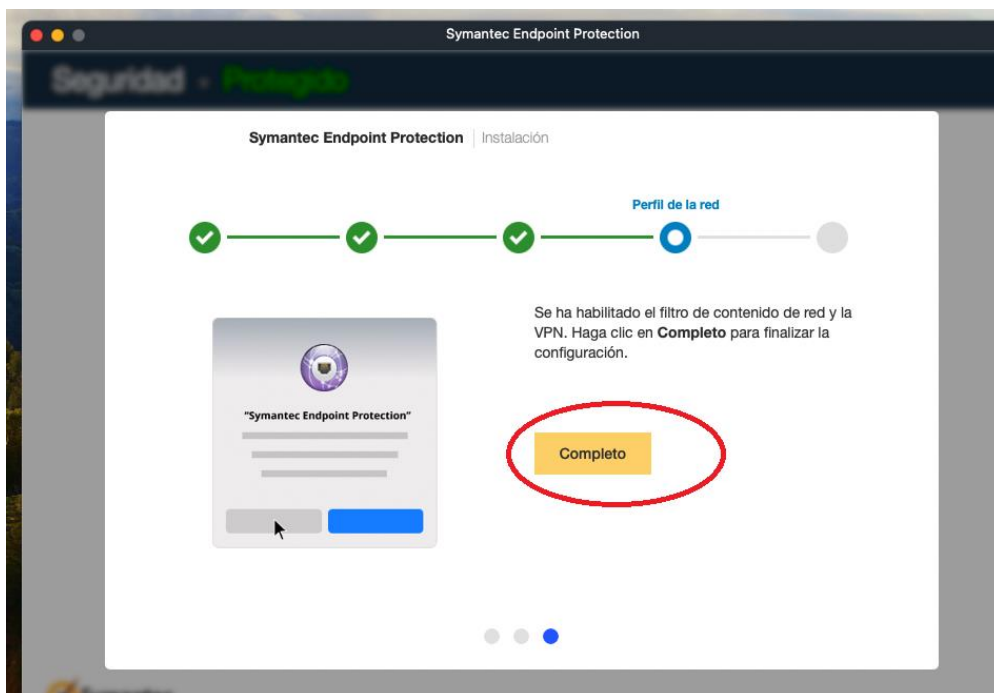 Symantec Endpoint Protection
Seguridad - Protegido
Symantec Endpoint Protection | Instalación
Perfil de la red
Se ha habilitado el filtro de contenido de red y la
VPN. Haga clic en Completo para finalizar la
configuración.
"Symantec Endpoint Protection"
Completo